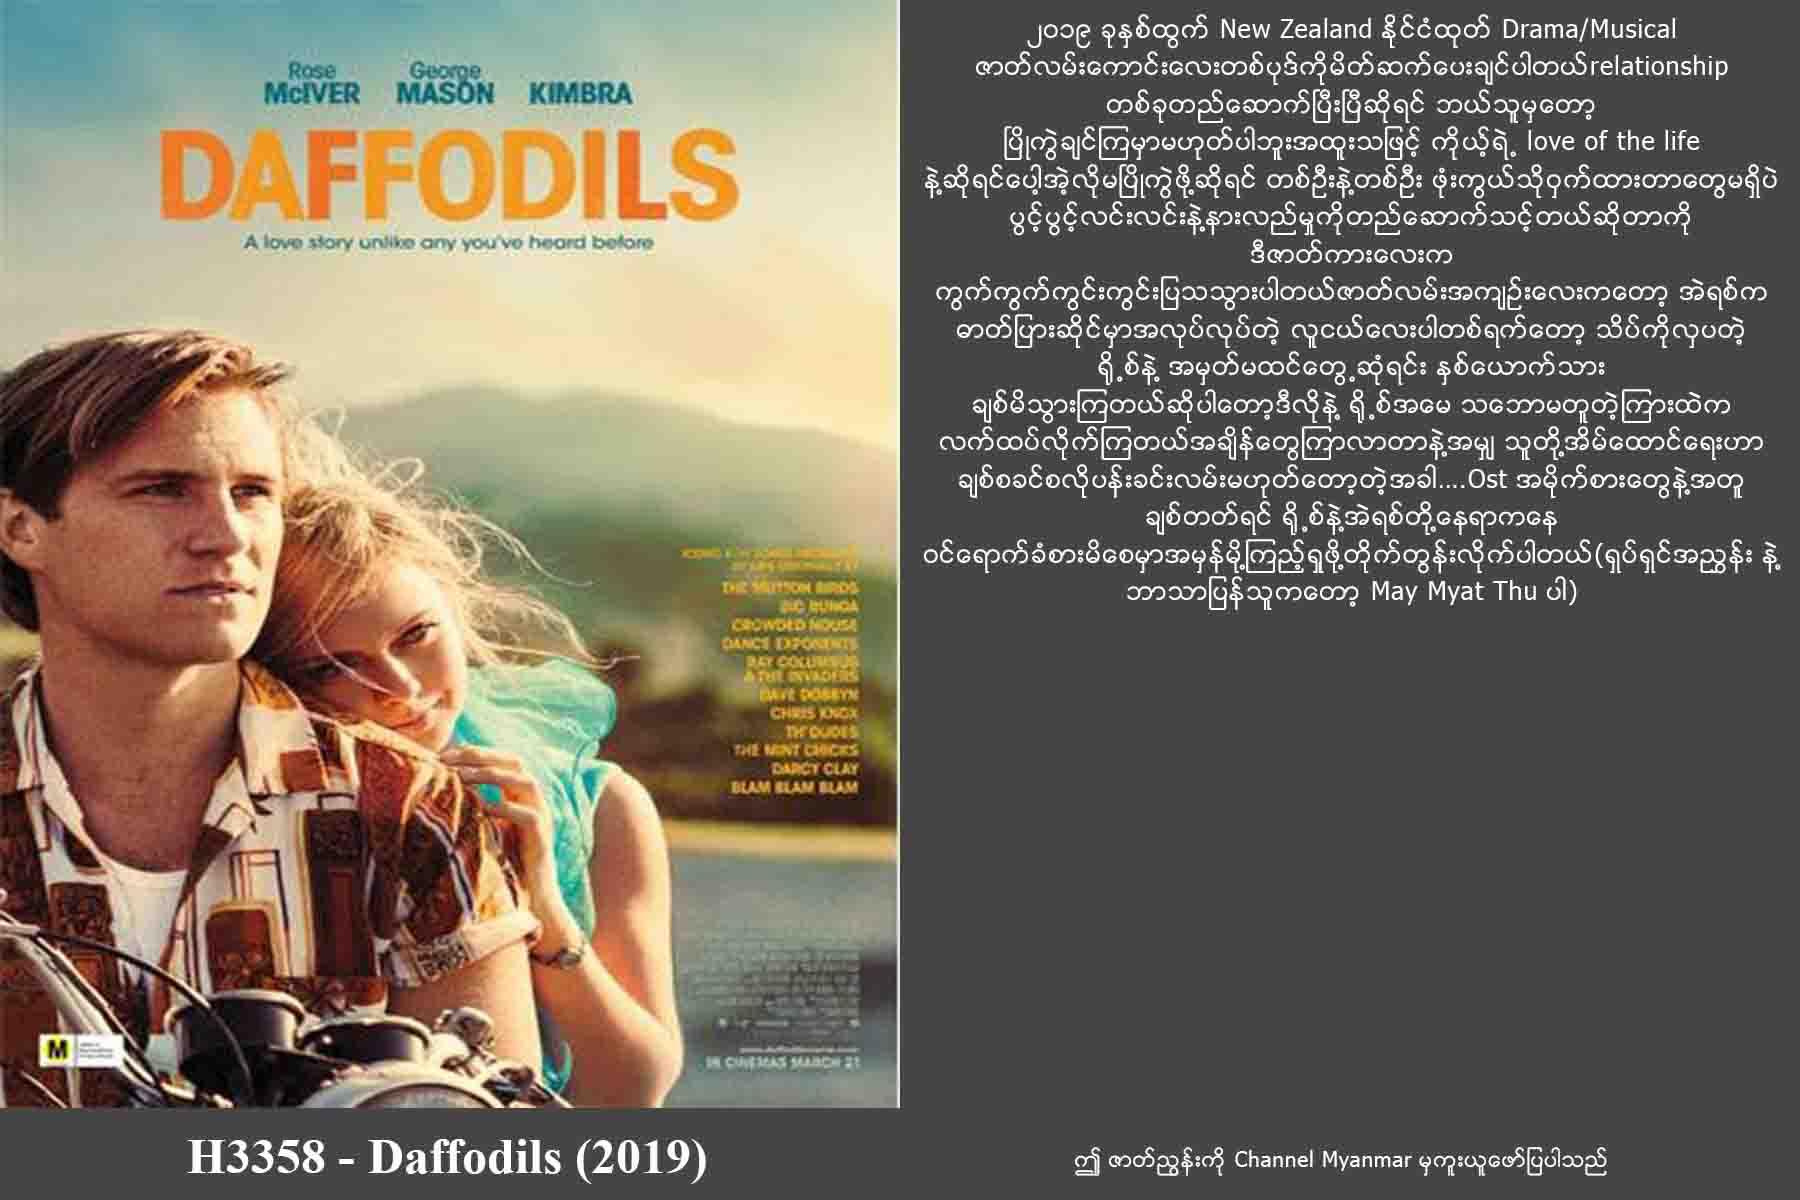 Rose
McIVER
George
MASON
KIMBRA
DAFFODILS
A love story unlike any you've heard before
THE MUTTON BIRDS
BIC RUNGA
CROWDED HOUSE
DANCE EXPONENTS
RAY COLUMBUS
& THE INVADERS
DAVE DOBBYN
CHRIS KNOX
TH' DUDES
THE MINT CHICKS
DARCY CLAY
BLAM BLAM BLAM
M
IN CINEMAS MARCH 21
H3358 - Daffodils (2019)
၂၀၁၉ ခုနှစ်ထွက် New Zealand နိုင်ငံထုတ် Drama/Musical
ဇာတ်လမ်းကောင်းလေးတစ်ပုဒ်ကိုမိတ်ဆက်ပေးချင်ပါတယ်relationship
တစ်ခုတည်ဆောက်ပြီးပြီဆိုရင် ဘယ်သူမှတော့
ပြိုကွဲချင်ကြမှာမဟုတ်ပါဘူးအထူးသဖြင့် ကိုယ့်ရဲ့ love of the life
နဲ့ဆိုရင်ပေါ့အဲ့လိုမပြိုကွဲဖို့ဆိုရင် တစ်ဦးနဲ့တစ်ဦး ဖုံးကွယ်သိုဝှက်ထားတာတွေမရှိပဲ
ပွင့်ပွင့်လင်းလင်းနဲ့နားလည်မှုကိုတည်ဆောက်သင့်တယ်ဆိုတာကို
ဒီဇာတ်ကားလေးက
ကွက်ကွက်ကွင်းကွင်းပြသသွားပါတယ်ဇာတ်လမ်းအကျဉ်းလေးကတော့ အဲရစ်က
ဓာတ်ပြားဆိုင်မှာအလုပ်လုပ်တဲ့ လူငယ်လေးပါတစ်ရက်တော့ သိပ်ကိုလှပတဲ့
ရို့စ်နဲ့ အမှတ်မထင်တွေ့ဆုံရင်း နှစ်ယောက်သား
ချစ်မိသွားကြတယ်ဆိုပါတော့ဒီလိုနဲ့ ရို့စ်အမေ သဘောမတူတဲ့ကြားထဲက
လက်ထပ်လိုက်ကြတယ်အချိန်တွေကြာလာတာနဲ့အမျှ သူတို့အိမ်ထောင်ရေးဟာ
ချစ်စခင်စလိုပန်းခင်းလမ်းမဟုတ်တော့တဲ့အခါ....Ost အမိုက်စားတွေနဲ့အတူ
ချစ်တတ်ရင် ရို့စ်နဲ့အဲရစ်တို့နေရာကနေ
ဝင်ရောက်ခံစားမိစေမှာအမှန်မို့ကြည့်ရှုဖို့တိုက်တွန်းလိုက်ပါတယ်(ရုပ်ရှင်အညွှန်း နဲ့
ဘာသာပြန်သူကတော့ May Myat Thu ပါ)
ဤ ဇာတ်ညွှန်းကို Channel Myanmar မှကူးယူဖော်ပြပါသည်